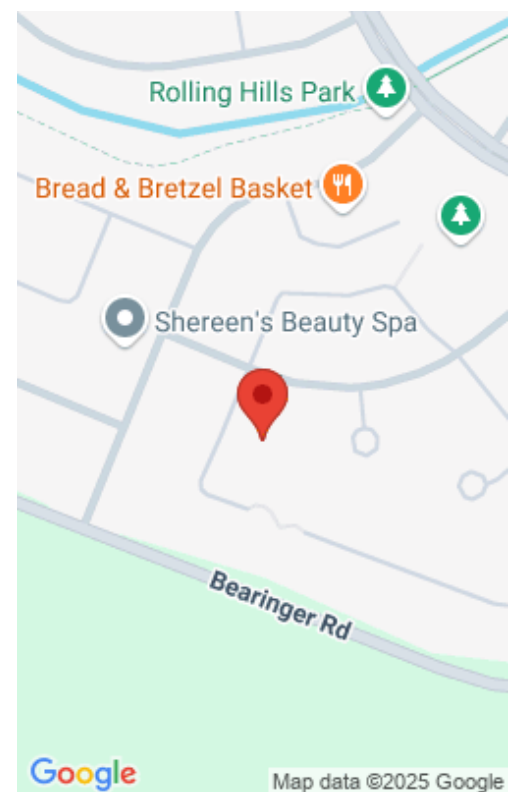 Rolling Hills Park
Bread & Bretzel Basket
Shereen's Beauty Spa
Bearinger Rd
Google
Map data ©2025 Google